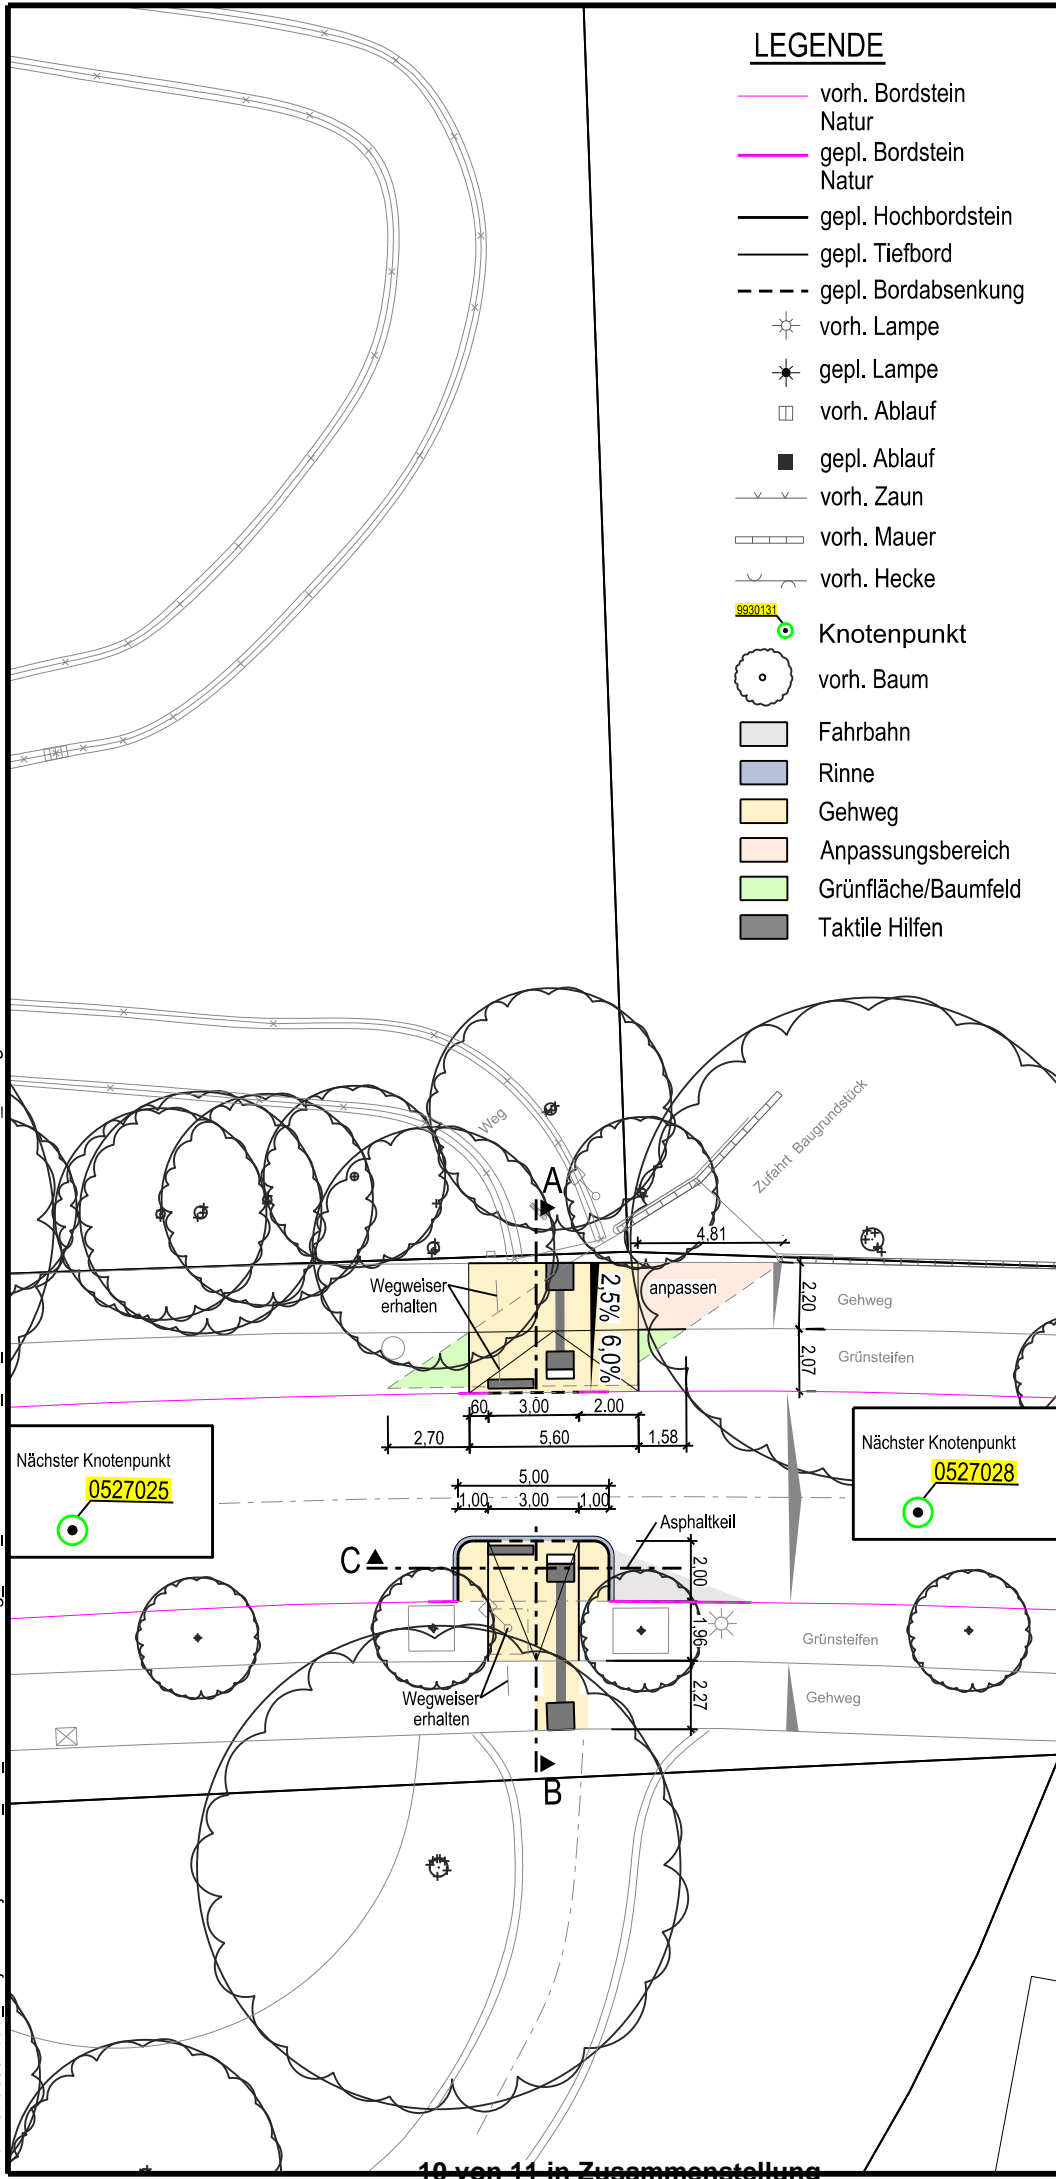 LEGENDE
vorh. Bordstein
Natur
gepl. Bordstein
Natur
gepl. Hochbordstein
gepl. Tiefbord
gepl. Bordabsenkung
vorh. Lampe
gepl. Lampe
vorh. Ablauf
gepl. Ablauf
vorh. Zaun
vorh. Mauer
vorh. Hecke
9930131
Knotenpunkt
vorh. Baum
Fahrbahn
Rinne
Gehweg
Anpassungsbereich
Grünfläche/Baumfeld
Taktile Hilfen
Weg
Zufahrt Baugrundstück
A
4,81
Wegweiser
erhalten
2,5%
6,0%
anpassen
2,20
Gehweg
2,07
Grünsteifen
60
3,00
2.00
2,70
5,60
1,58
Nächster Knotenpunkt
0527025
Nächster Knotenpunkt
0527028
5,00
1,00
3,00
1,00
Asphaltkeil
C
2,00
1,96
Grünsteifen
2,27
Gehweg
Wegweiser
erhalten
B
10 von 11 in Zusammenstellung